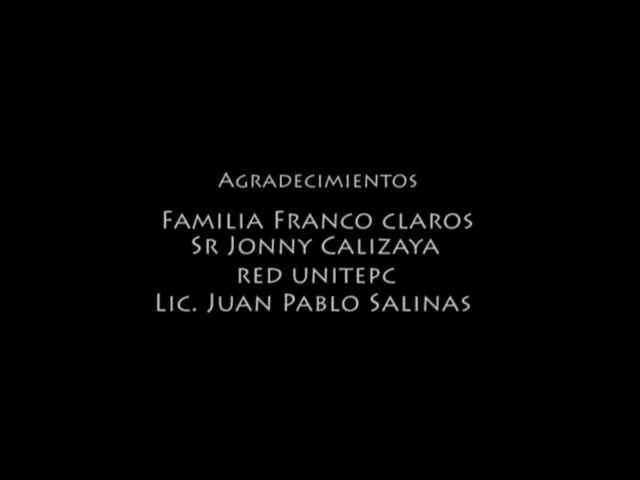 AGRADECIMIENTOS
FAMILIA FRANCO CLAROS
SR JONNY CALIZAYA
RED UNITEPC
LIC. JUAN PABLO SALINAS